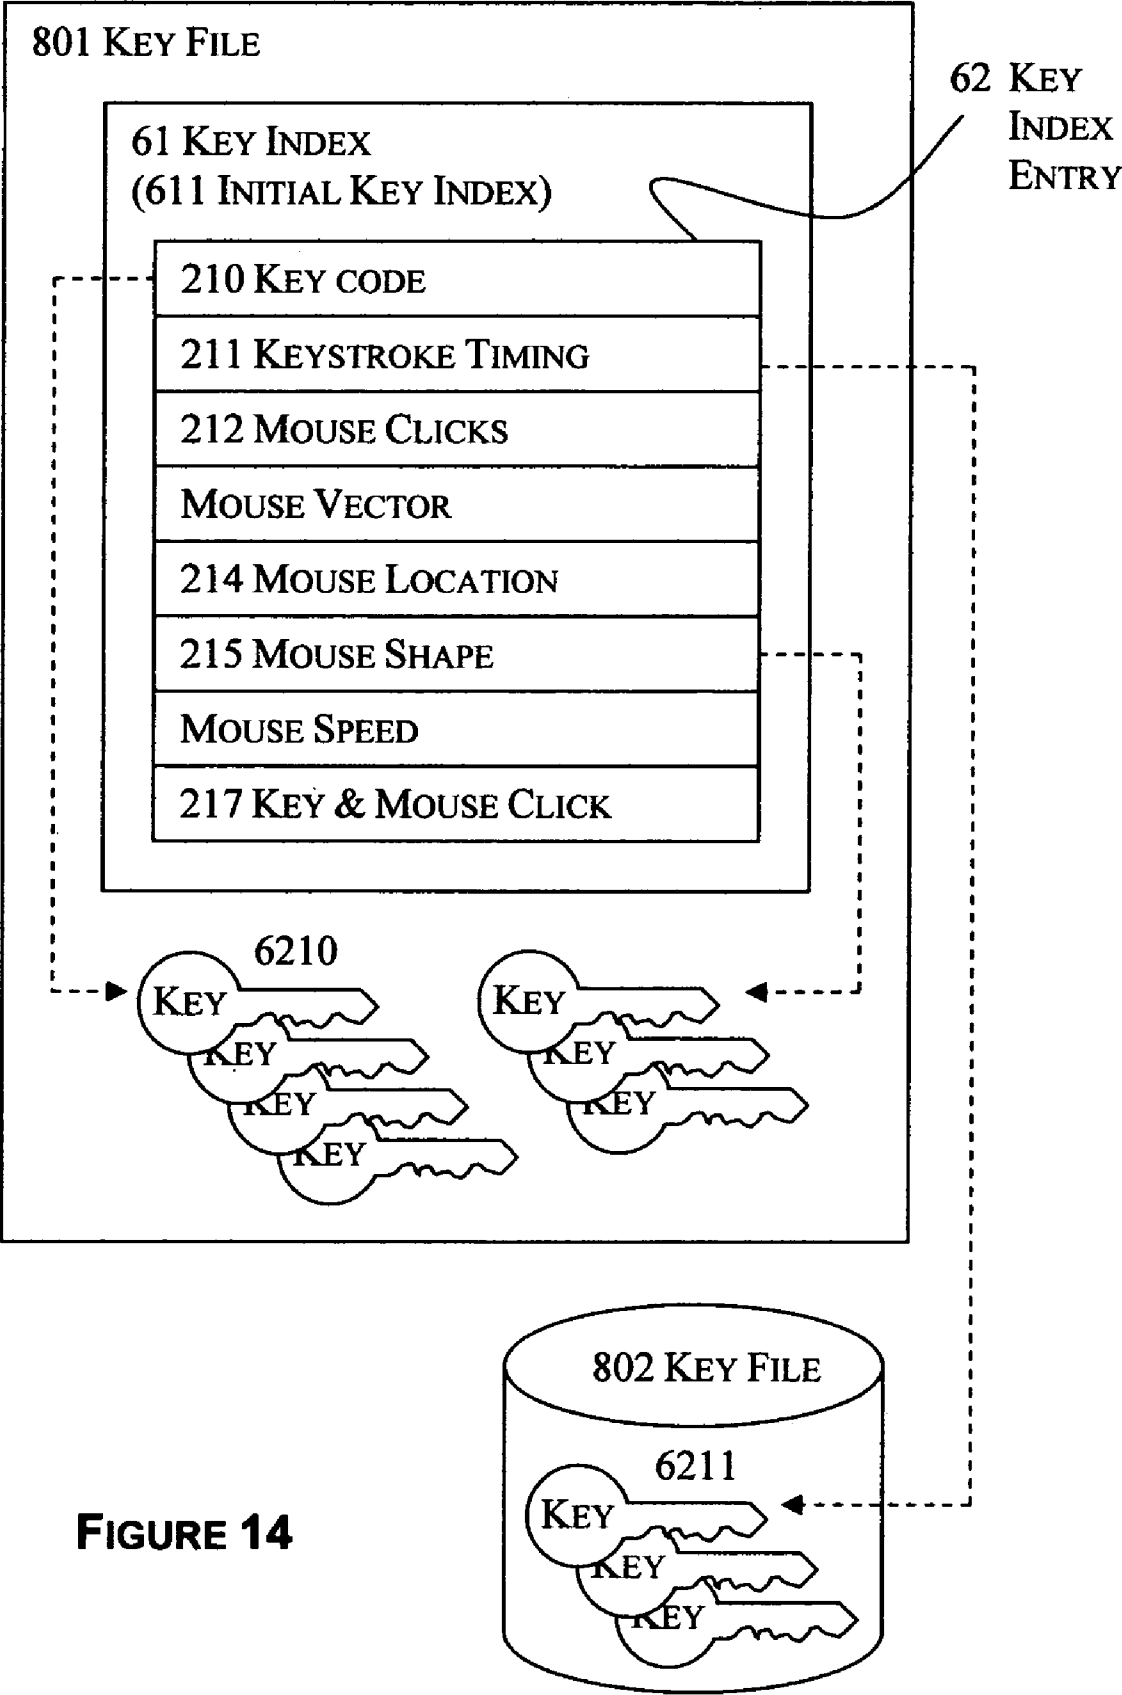 801 KEY FILE
62 KEY
INDEX
ENTRY
61 KEY INDEX
(611 INITIAL KEY INDEX)
210 KEY CODE
211 KEYSTROKE TIMING
212 MOUSE CLICKS
MOUSE VECTOR
214 MOUSE LOCATION
215 MOUSE SHAPE
MOUSE SPEED
217 KEY & MOUSE CLICK
6210
KEY
KEY
KEY
KEY
KEY
KEY
KEY
802 KEY FILE
6211
KEY
KEY
KEY
FIGURE 14